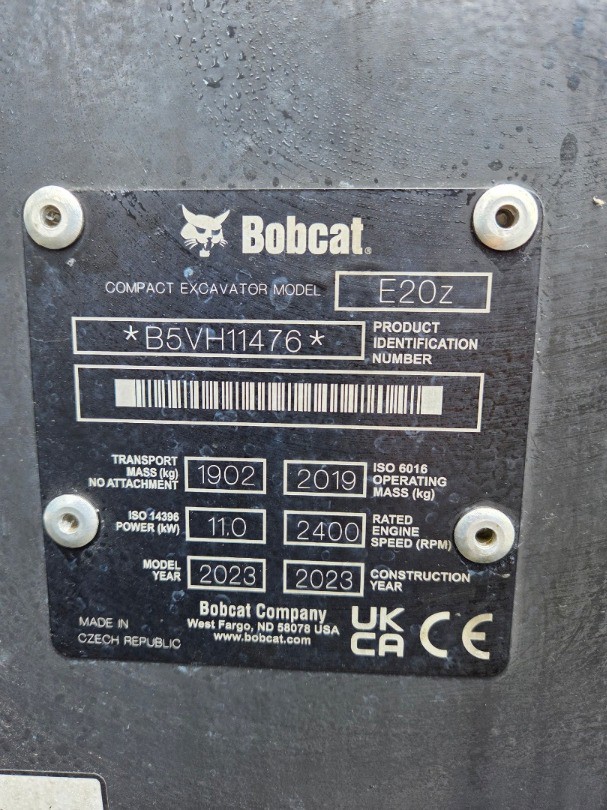 Bobcat®
COMPACT EXCAVATOR MODEL E20z
*B5VH11476* PRODUCT
IDENTIFICATION
NUMBER
TRANSPORT
MASS (kg)
NO ATTACHMENT
1902
2019
ISO 6016
OPERATING
MASS (kg)
ISO 14396
POWER (kW)
11.0
2400
RATED
ENGINE
SPEED (RPM)
MODEL
YEAR
2023
2023
CONSTRUCTION
YEAR
MADE IN
CZECH REPUBLIC
Bobcat Company
West Fargo, ND 58078 USA
www.bobcat.com
UK
CA
CE